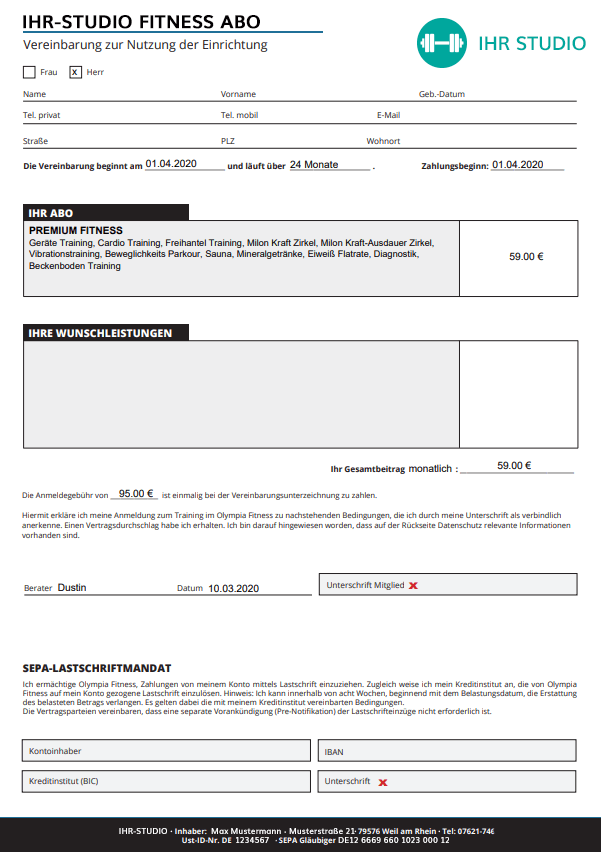 IHR-STUDIO FITNESS ABO
Vereinbarung zur Nutzung der Einrichtung
IHR STUDIO
Frau x Herr
Name Vorname Geb.-Datum
Tel. privat Tel. mobil E-Mail
Straße PLZ Wohnort
Die Vereinbarung beginnt am 01.04.2020 und läuft über 24 Monate . Zahlungsbeginn: 01.04.2020
IHR ABO
PREMIUM FITNESS
Geräte Training, Cardio Training, Freihantel Training, Milon Kraft Zirkel, Milon Kraft-Ausdauer Zirkel,
Vibrationstraining, Beweglichkeits Parkour, Sauna, Mineralgetränke, Eiweiß Flatrate, Diagnostik,
Beckenboden Training
59.00 €
IHRE WUNSCHLEISTUNGEN
Ihr Gesamtbeitrag monatlich : 59.00 €
Die Anmeldegebühr von 95.00 € ist einmalig bei der Vereinbarungsunterzeichnung zu zahlen.
Hiermit erkläre ich meine Anmeldung zum Training im Olympia Fitness zu nachstehenden Bedingungen, die ich durch meine Unterschrift als verbindlich
anerkenne. Einen Vertragsdurchschlag habe ich erhalten. Ich bin darauf hingewiesen worden, dass auf der Rückseite Datenschutz relevante Informationen
vorhanden sind.
Berater Dustin Datum 10.03.2020 Unterschrift Mitglied x
SEPA-LASTSCHRIFTMANDAT
Ich ermächtige Olympia Fitness, Zahlungen von meinem Konto mittels Lastschrift einzuziehen. Zugleich weise ich mein Kreditinstitut an, die von Olympia
Fitness auf mein Konto gezogene Lastschrift einzulösen. Hinweis: Ich kann innerhalb von acht Wochen, beginnend mit dem Belastungsdatum, die Erstattung
des belasteten Betrags verlangen. Es gelten dabei die mit meinem Kreditinstitut vereinbarten Bedingungen.
Die Vertragsparteien vereinbaren, dass eine separate Vorankündigung (Pre-Notifikation) der Lastschrifteinzüge nicht erforderlich ist.
Kontoinhaber IBAN
Kreditinstitut (BIC) Unterschrift x
IHR-STUDIO · Inhaber: Max Mustermann - Musterstraße 21· 79576 Weil am Rhein · Tel: 07621-746
Ust-ID-Nr. DE 1234567 · SEPA Gläubiger DE12 6669 660 1023 000 12